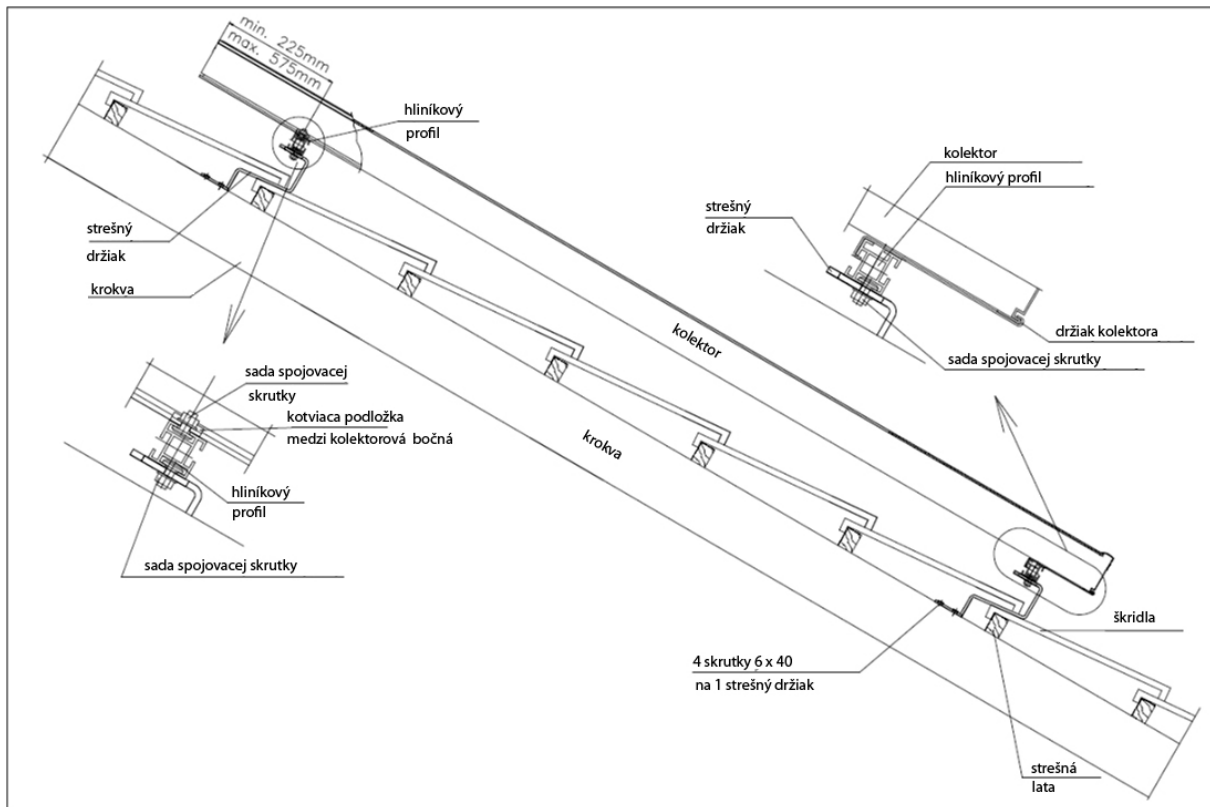 min. 225mm
max. 575mm
hliníkový
profil
kolektor
hliníkový profil
strešný
držiak
strešný
držiak
krokva
kolektor
držiak kolektora
sada spojovacej skrutky
sada spojovacej
skrutky
kotviaca podložka
medzi kolektorová bočná
krokva
hliníkový
profil
sada spojovacej skrutky
škridla
4 skrutky 6 x 40
na 1 strešný držiak
strešná
lata